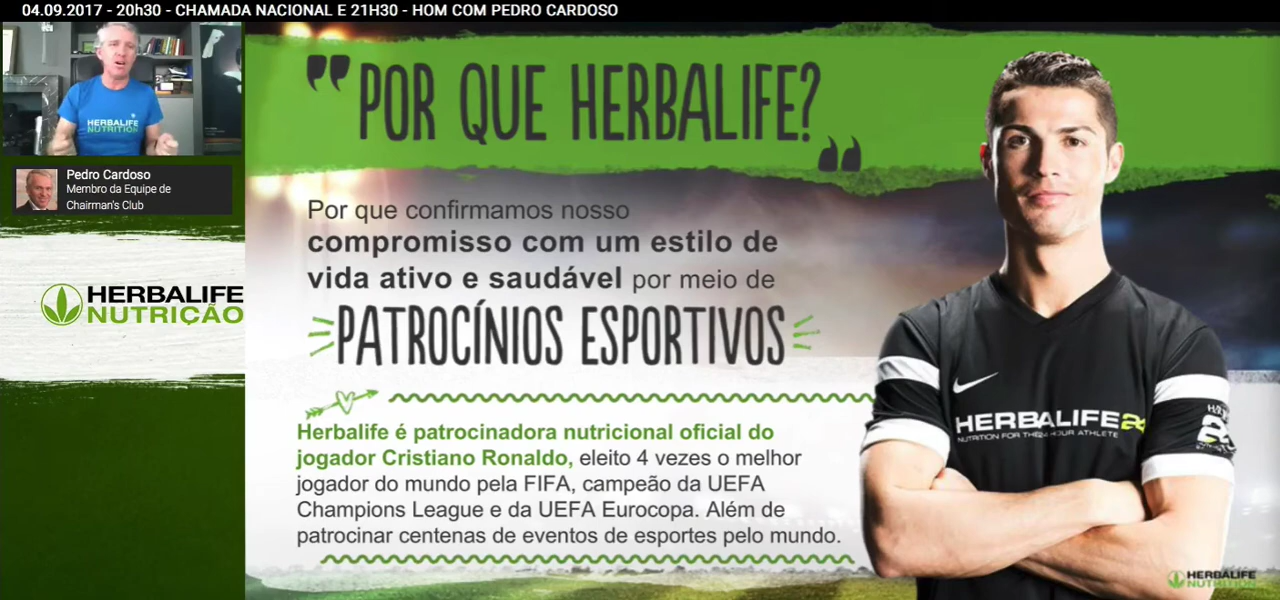 04.09.2017 - 20h30 - CHAMADA NACIONAL E 21H30 - HOM COM PEDRO CARDOSO
HERBALIFE
NUTRITION
Pedro Cardoso
Membro da Equipe de
Chairman's Club
HERBALIFE
NUTRIÇÃO
"POR QUE HERBALIFE?"
Por que confirmamos nosso
compromisso com um estilo de
vida ativo e saudável por meio de
PATROCÍNIOS ESPORTIVOS
Herbalife é patrocinadora nutricional oficial do
jogador Cristiano Ronaldo, eleito 4 vezes o melhor
jogador do mundo pela FIFA, campeão da UEFA
Champions League e da UEFA Eurocopa. Além de
patrocinar centenas de eventos de esportes pelo mundo.
HERBALIFE24
NUTRITION FOR THE 24-HOUR ATHLETE
HERBALIFE
NUTRITION